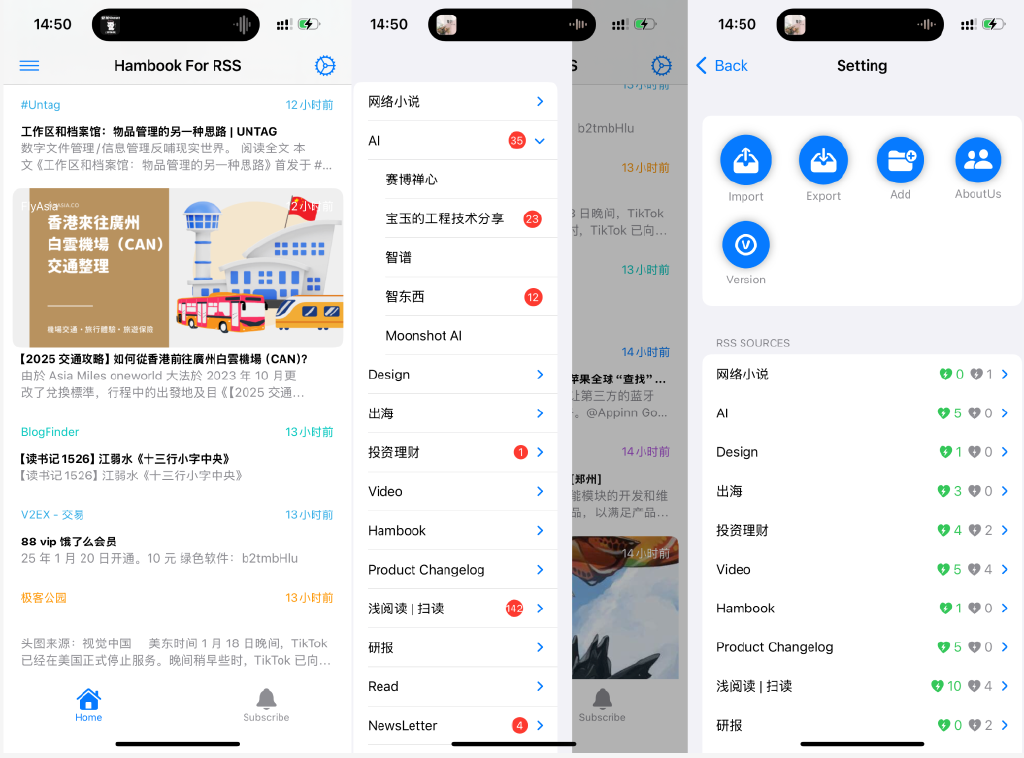 14:50
Hambook For RSS
#Untag
12小时前
工作区和档案馆：物品管理的另一种思路 | UNTAG
数字文件管理/信息管理反哺现实世界。 阅读全文 本
文《工作区和档案馆：物品管理的另一种思路》首发于 #...
FlyAsia
12小时前
香港來往廣州
白雲機場（CAN）
交通整理
機場交通・旅行體驗・旅遊保險
【2025 交通攻略】如何從香港前往廣州白雲機場 (CAN)?
由於 Asia Miles oneworld 大法於 2023 年 10 月更
改了兌換標準，行程中的出發地及目《【2025 交通...
BlogFinder
13小时前
【读书记1526】江弱水《十三行小字中央》
【读书记1526】江弱水《十三行小字中央》
V2EX - 交易
13小时前
88 vip 饿了么会员
25 年 1 月 20 日开通。10 元 绿色软件：b2tmbHlu
极客公园
13小时前
头图来源：视觉中国 美东时间 1 月 18 日晚间，TikTok
已经在美国正式停止服务。晚间稍早些时，TikTok 已向...
Home
Subscribe
14:50
网络小说
AI
35
赛博禅心
宝玉的工程技术分享
23
智谱
智东西
12
Moonshot AI
Design
出海
投资理财
1
Video
Hambook
Product Changelog
浅阅读 | 扫读
142
研报
Read
NewsLetter
4
S
13小时前
b2tmbHlu
13小时前
日晚间，TikTok
时，TikTok 已向...
13小时前
14小时前
苹果全球“查找”...
让第三方的蓝牙
@Appinn Go...
14小时前
[郑州]
能模块的开发和维
品，以满足产品...
14小时前
Subscribe
14:50
Back
Setting
Import
Export
Add
AboutUs
V
Version
RSS SOURCES
网络小说
0
1
AI
5
0
Design
1
0
出海
3
0
投资理财
4
2
Video
5
4
Hambook
1
0
Product Changelog
5
0
浅阅读 | 扫读
10
4
研报
0
2